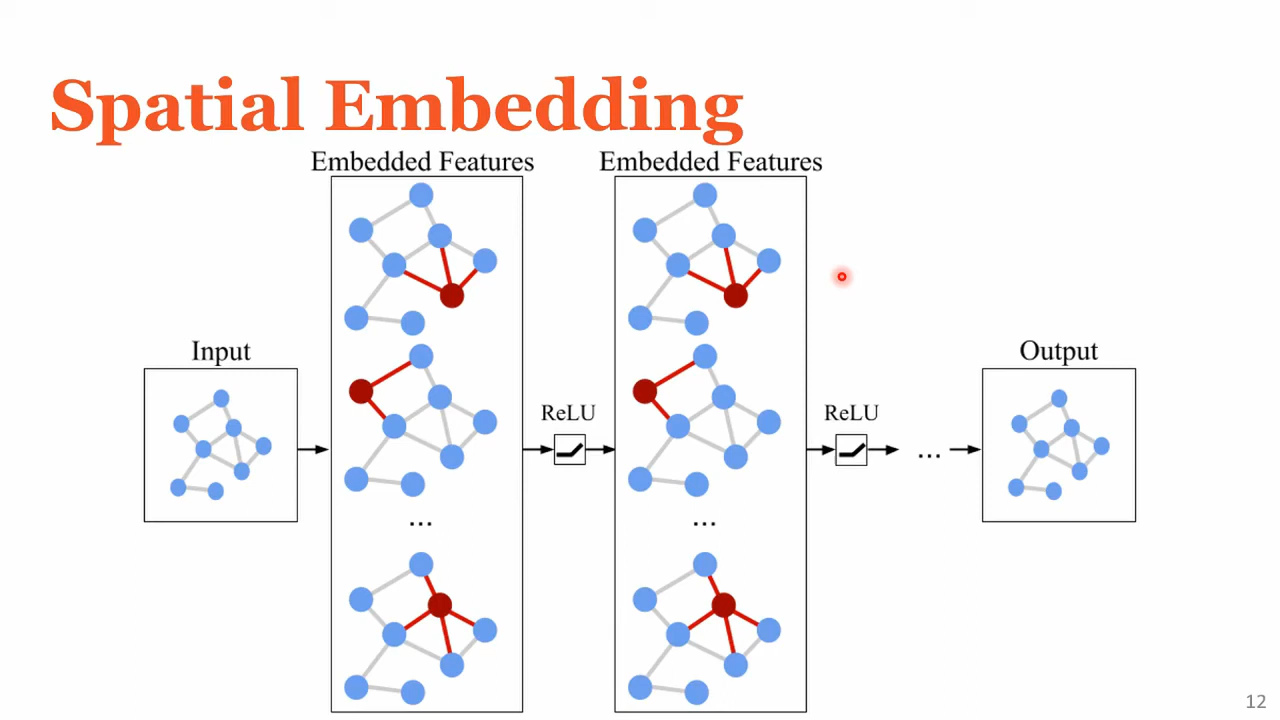 Spatial Embedding
Embedded Features
Embedded Features
Input
...
ReLU
...
ReLU
...
Output
12